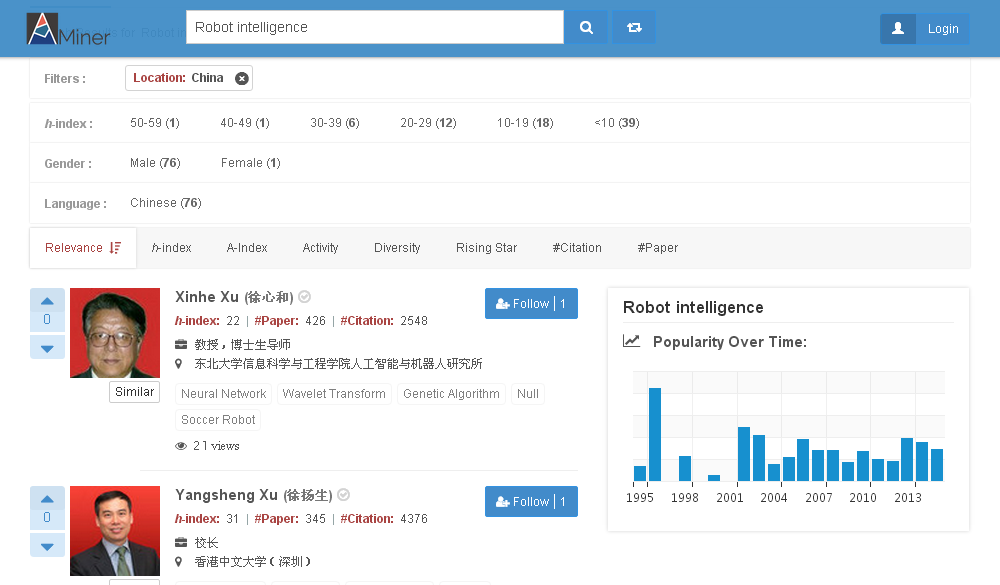 AMiner
Robot intelligence
Login
Filters :
Location: China
h-index : 50-59 (1) 40-49 (1) 30-39 (6) 20-29 (12) 10-19 (18) <10 (39)
Gender : Male (76) Female (1)
Language : Chinese (76)
Relevance h-index A-Index Activity Diversity Rising Star #Citation #Paper
0
Xinhe Xu (徐心和)
h-index: 22 | #Paper: 426 | #Citation: 2548
教授，博士生导师
东北大学信息科学与工程学院人工智能与机器人研究所
Similar
Neural Network Wavelet Transform Genetic Algorithm Null
Soccer Robot
21 views
Follow | 1
0
Yangsheng Xu (徐扬生)
h-index: 31 | #Paper: 345 | #Citation: 4376
校长
香港中文大学（深圳）
Follow | 1
Robot intelligence
Popularity Over Time:
1995 1998 2001 2004 2007 2010 2013